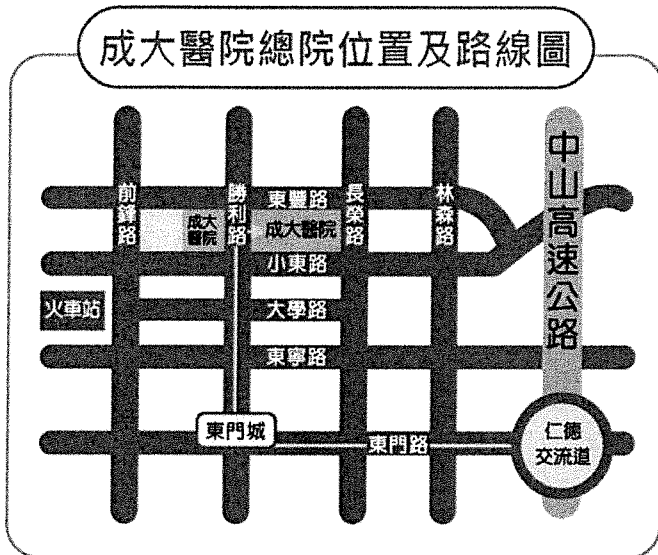 成大醫院總院位置及路線圖
前鋒路
勝利路
東豐路
長榮路
林森路
中山高速公路
成大
醫院
成大醫院
小東路
火車站
大學路
東寧路
東門城
東門路
仁德
交流道